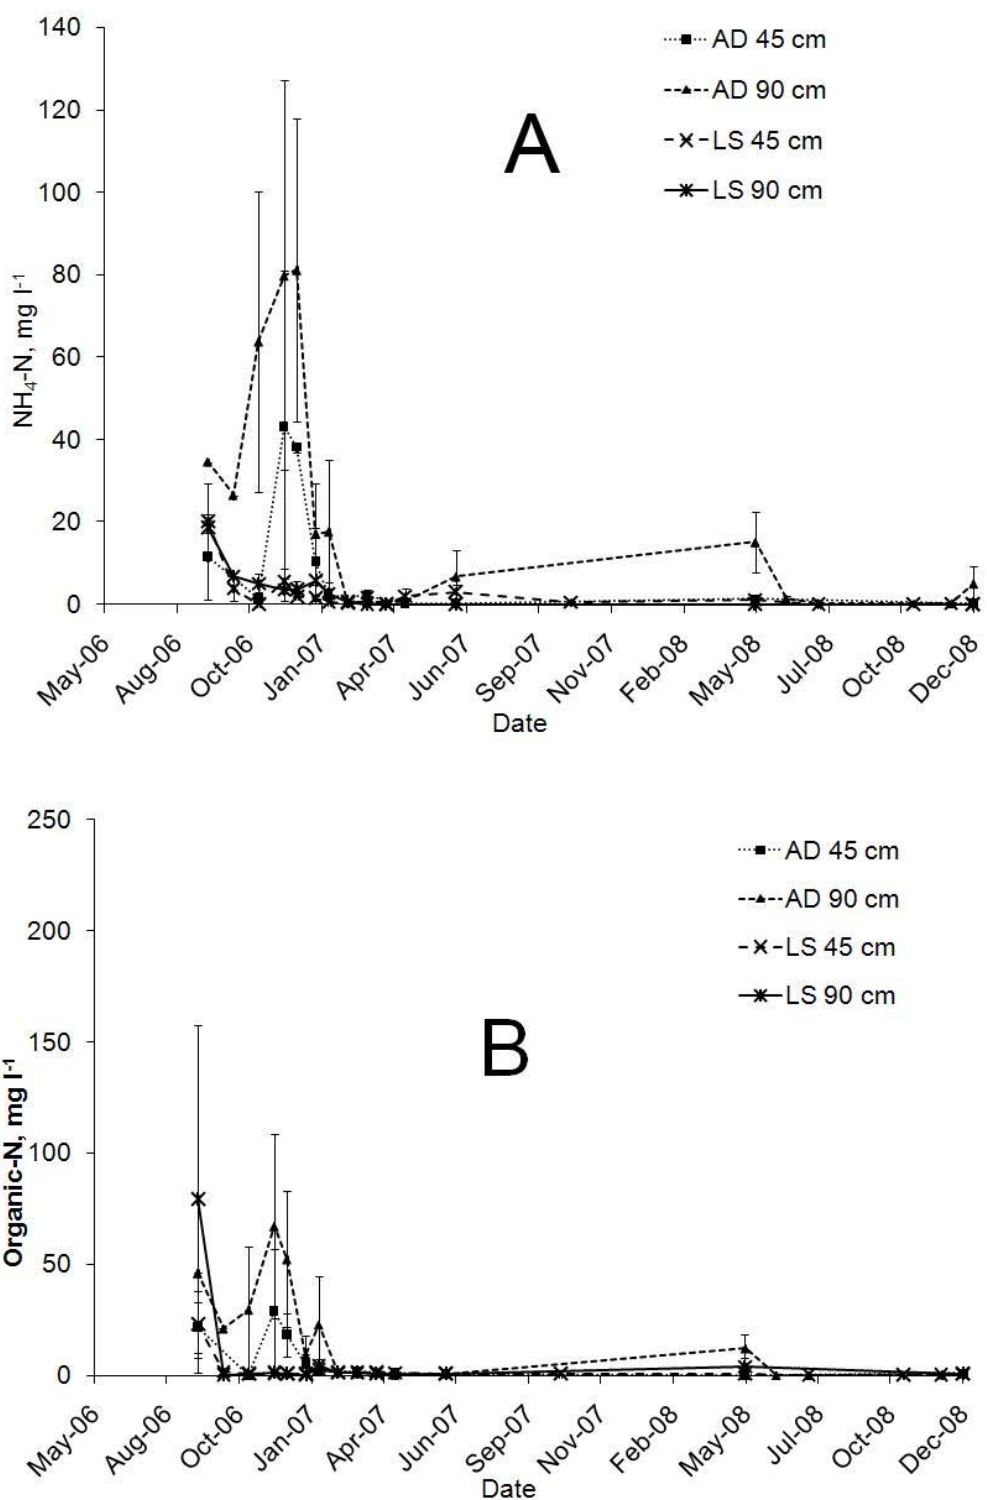 140
120
100
80
60
40
20
0
NH₄-N, mg l⁻¹
AD 45 cm
AD 90 cm
LS 45 cm
LS 90 cm
A
May-06
Aug-06
Oct-06
Jan-07
Apr-07
Jun-07
Sep-07
Nov-07
Feb-08
May-08
Jul-08
Oct-08
Dec-08
Date
250
200
150
100
50
0
Organic-N, mg l⁻¹
AD 45 cm
AD 90 cm
LS 45 cm
LS 90 cm
B
May-06
Aug-06
Oct-06
Jan-07
Apr-07
Jun-07
Sep-07
Nov-07
Feb-08
May-08
Jul-08
Oct-08
Dec-08
Date